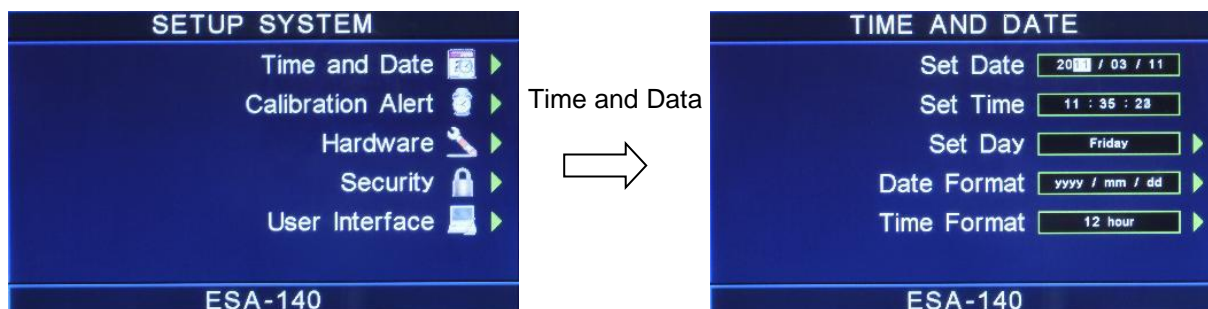 SETUP SYSTEM
Time and Date
Calibration Alert
Hardware
Security
User Interface
ESA-140
Time and Data
TIME AND DATE
Set Date 2011 / 03 / 11
Set Time 11 : 35 : 23
Set Day Friday
Date Format yyyy / mm / dd
Time Format 12 hour
ESA-140